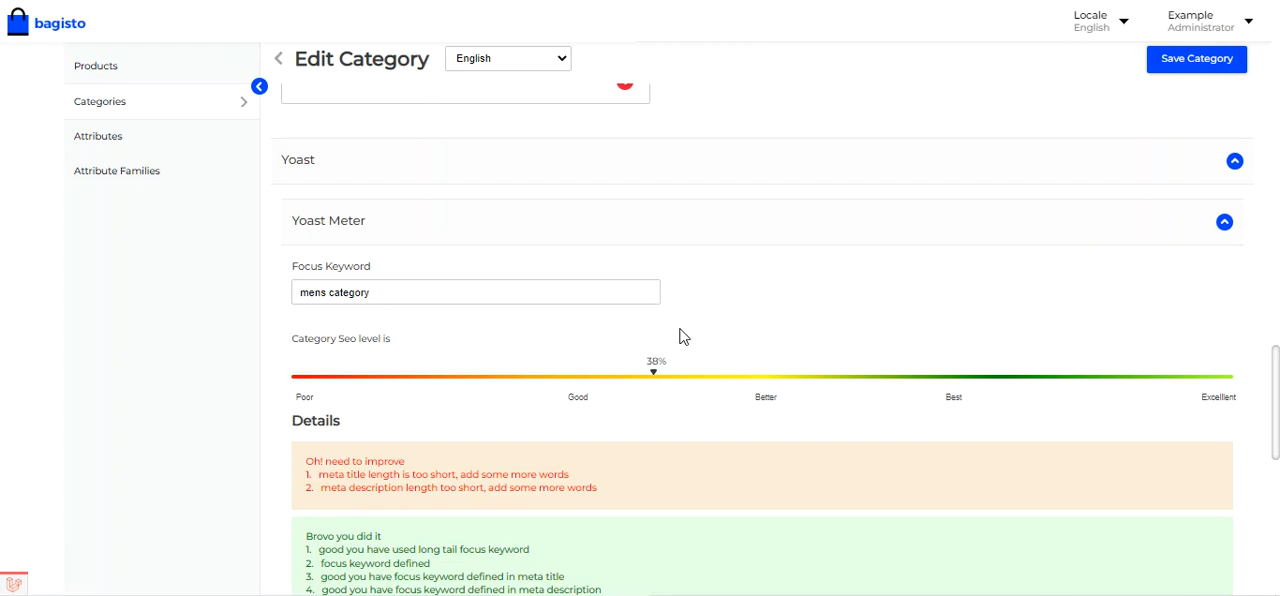 bagisto
Locale
English
Example
Administrator
Products
Categories
Attributes
Attribute Families
Edit Category
English
Save Category
Yoast
Yoast Meter
Focus Keyword
mens category
Category Seo level is
38%
Poor Good Better Best Excellent
Details
Oh! need to improve
1. meta title length is too short, add some more words
2. meta description length too short, add some more words
Brovo you did it
1. good you have used long tail focus keyword
2. focus keyword defined
3. good you have focus keyword defined in meta title
4. good you have focus keyword defined in meta description